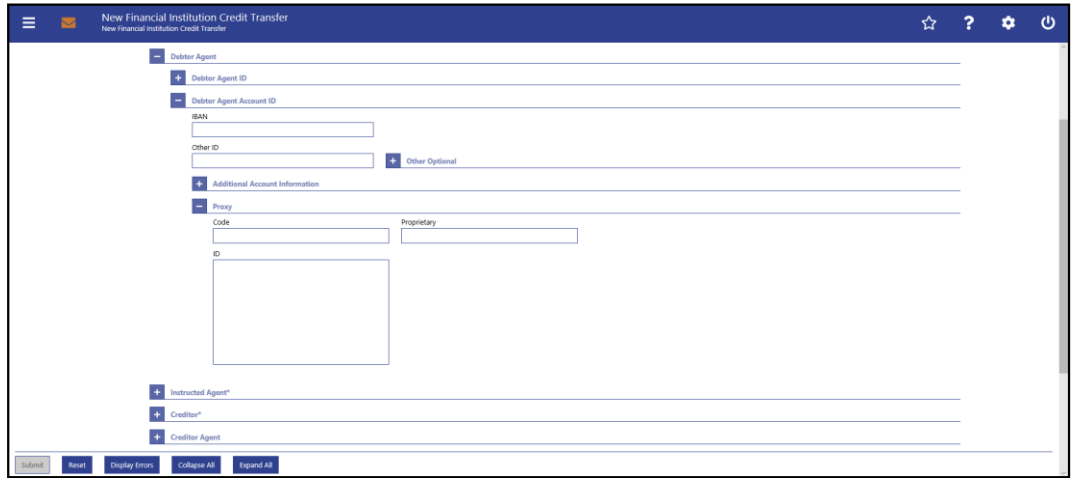 New Financial Institution Credit Transfer
New Financial Institution Credit Transfer
Debtor Agent
Debtor Agent ID
Debtor Agent Account ID
IBAN
Other ID
Other Optional
Additional Account Information
Proxy
Code Proprietary
ID
Instructed Agent*
Creditor*
Creditor Agent
Submit Reset Display Errors Collapse All Expand All